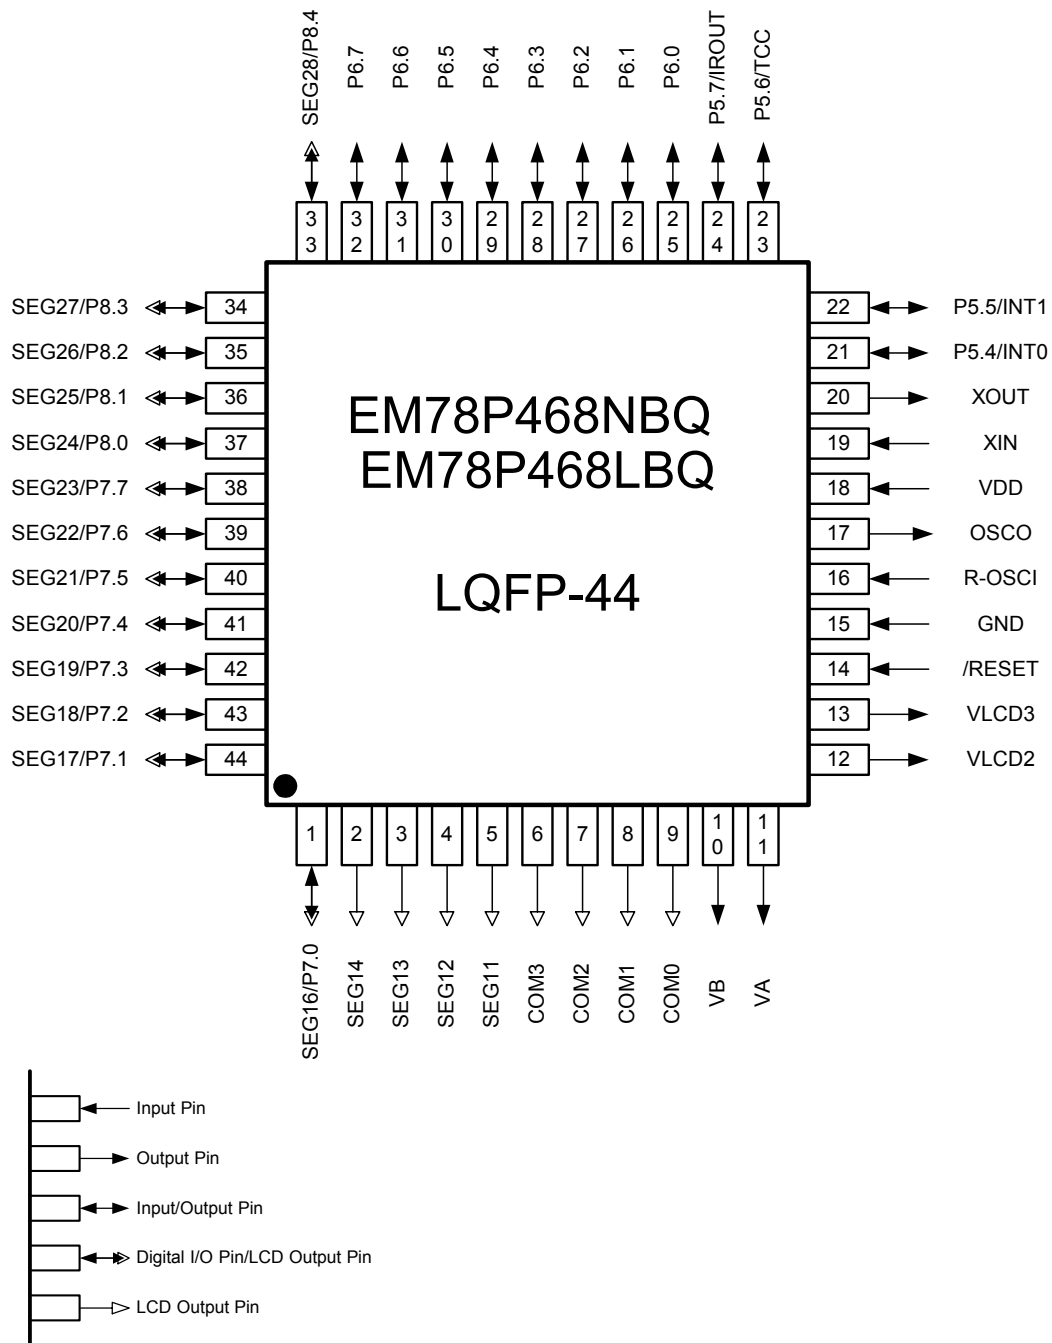 SEG28/P8.4 P6.7 P6.6 P6.5 P6.4 P6.3 P6.2 P6.1 P6.0 P5.7/IROUT P5.6/TCC
33 32 31 30 29 28 27 26 25 24 23
SEG27/P8.3 34 22 P5.5/INT1
SEG26/P8.2 35 21 P5.4/INT0
SEG25/P8.1 36 20 XOUT
SEG24/P8.0 37 19 XIN
SEG23/P7.7 38 18 VDD
SEG22/P7.6 39 17 OSCO
SEG21/P7.5 40 16 R-OSCI
SEG20/P7.4 41 15 GND
SEG19/P7.3 42 14 /RESET
SEG18/P7.2 43 13 VLCD3
SEG17/P7.1 44 12 VLCD2
EM78P468NBQ
EM78P468LBQ
LQFP-44
1 2 3 4 5 6 7 8 9 10 11
SEG16/P7.0 SEG14 SEG13 SEG12 SEG11 COM3 COM2 COM1 COM0 VB VA
Input Pin
Output Pin
Input/Output Pin
Digital I/O Pin/LCD Output Pin
LCD Output Pin